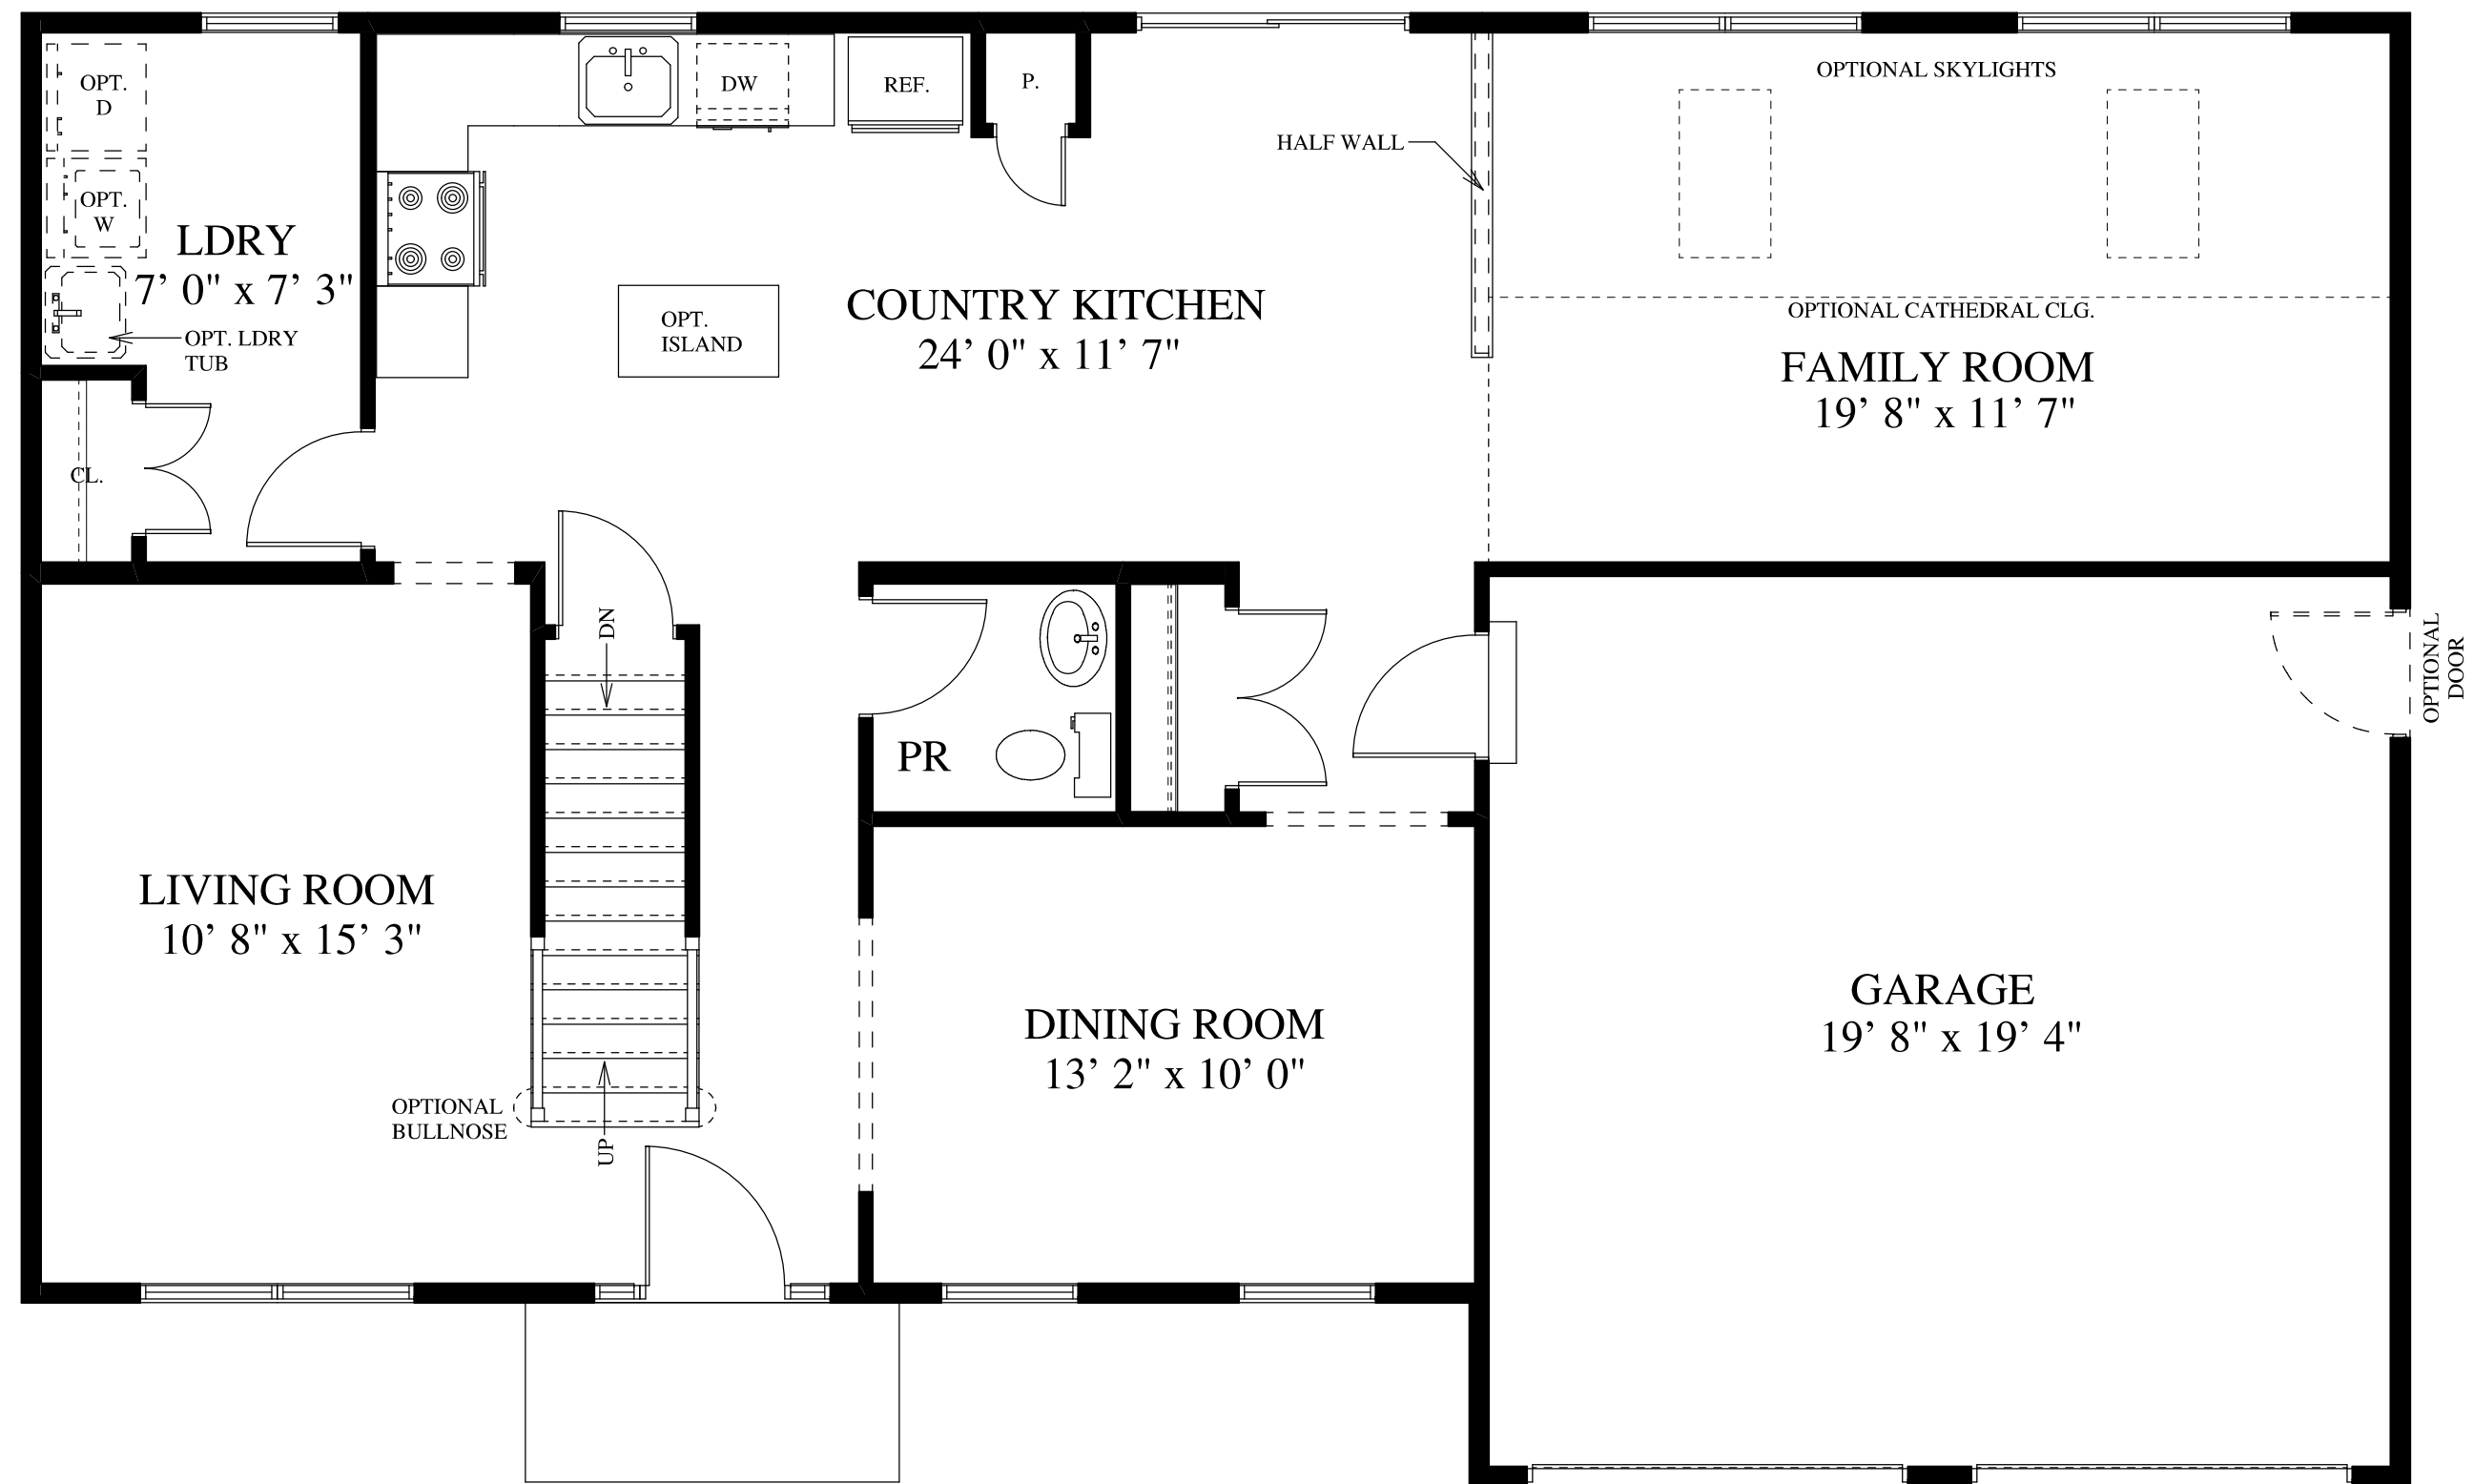 OPT.
D
DW
REF.
P.
OPTIONAL SKYLIGHTS
HALF WALL
OPT.
W
LDRY
7’ 0" x 7’ 3"
OPT. LDRY
TUB
OPT.
ISLAND
COUNTRY KITCHEN
24’ 0" x 11’ 7"
OPTIONAL CATHEDRAL CLG.
FAMILY ROOM
19’ 8" x 11’ 7"
CL.
DN
PR
OPTIONAL
DOOR
LIVING ROOM
10’ 8" x 15’ 3"
DINING ROOM
13’ 2" x 10’ 0"
GARAGE
19’ 8" x 19’ 4"
OPTIONAL
BULLNOSE
UP